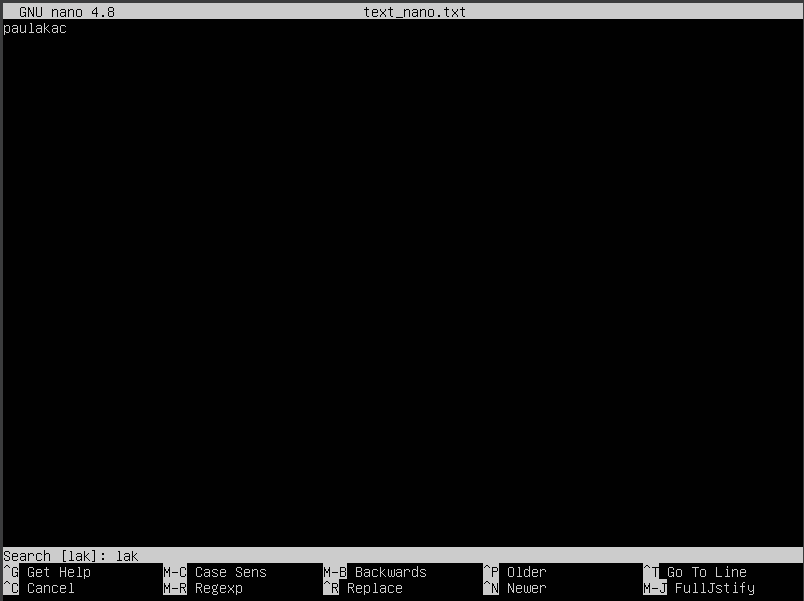 GNU nano 4.8 text_nano.txt
paulakac
Search [lak]: lak
^G Get Help M-C Case Sens M-B Backwards ^P Older ^T Go To Line
^C Cancel M-R Regexp ^R Replace ^N Newer M-J FullJstify